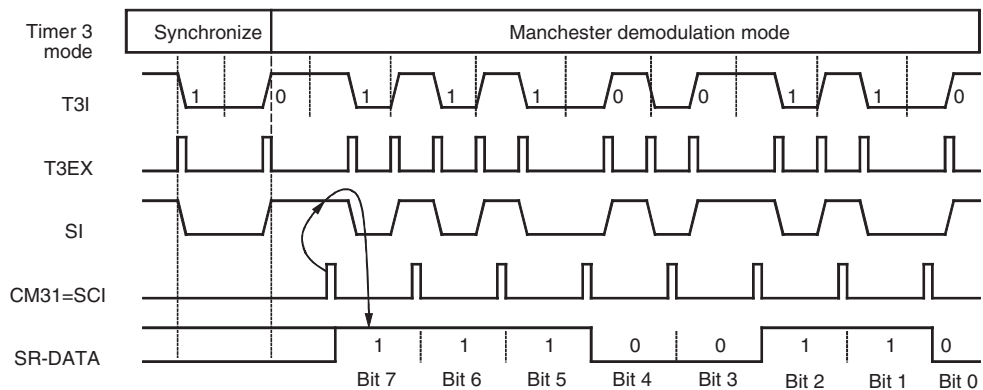 Timer 3 mode
Synchronize
Manchester demodulation mode
T3I
1 0 1 1 1 0 0 1 1 0
T3EX
SI
CM31=SCI
SR-DATA
1 1 1 0 0 1 1 0
Bit 7 Bit 6 Bit 5 Bit 4 Bit 3 Bit 2 Bit 1 Bit 0